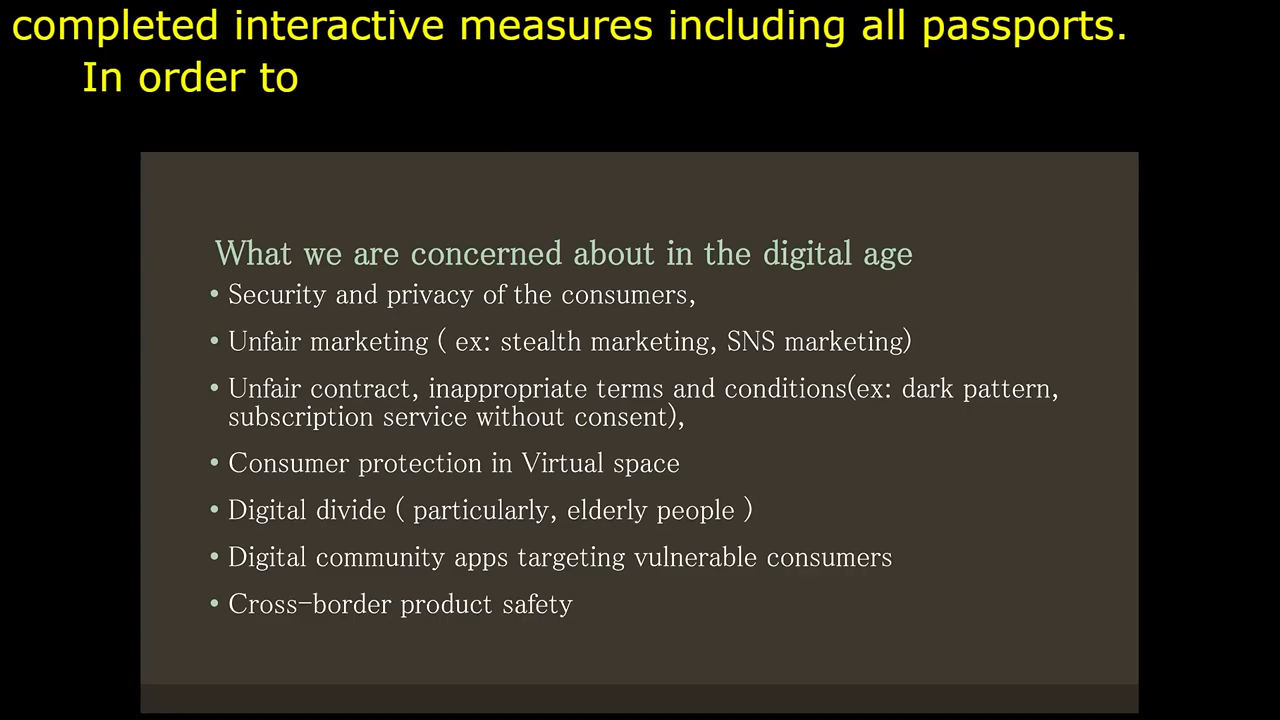 completed interactive measures including all passports.
In order to
What we are concerned about in the digital age
• Security and privacy of the consumers,
• Unfair marketing ( ex: stealth marketing, SNS marketing)
• Unfair contract, inappropriate terms and conditions(ex: dark pattern,
subscription service without consent),
• Consumer protection in Virtual space
• Digital divide ( particularly, elderly people )
• Digital community apps targeting vulnerable consumers
• Cross-border product safety